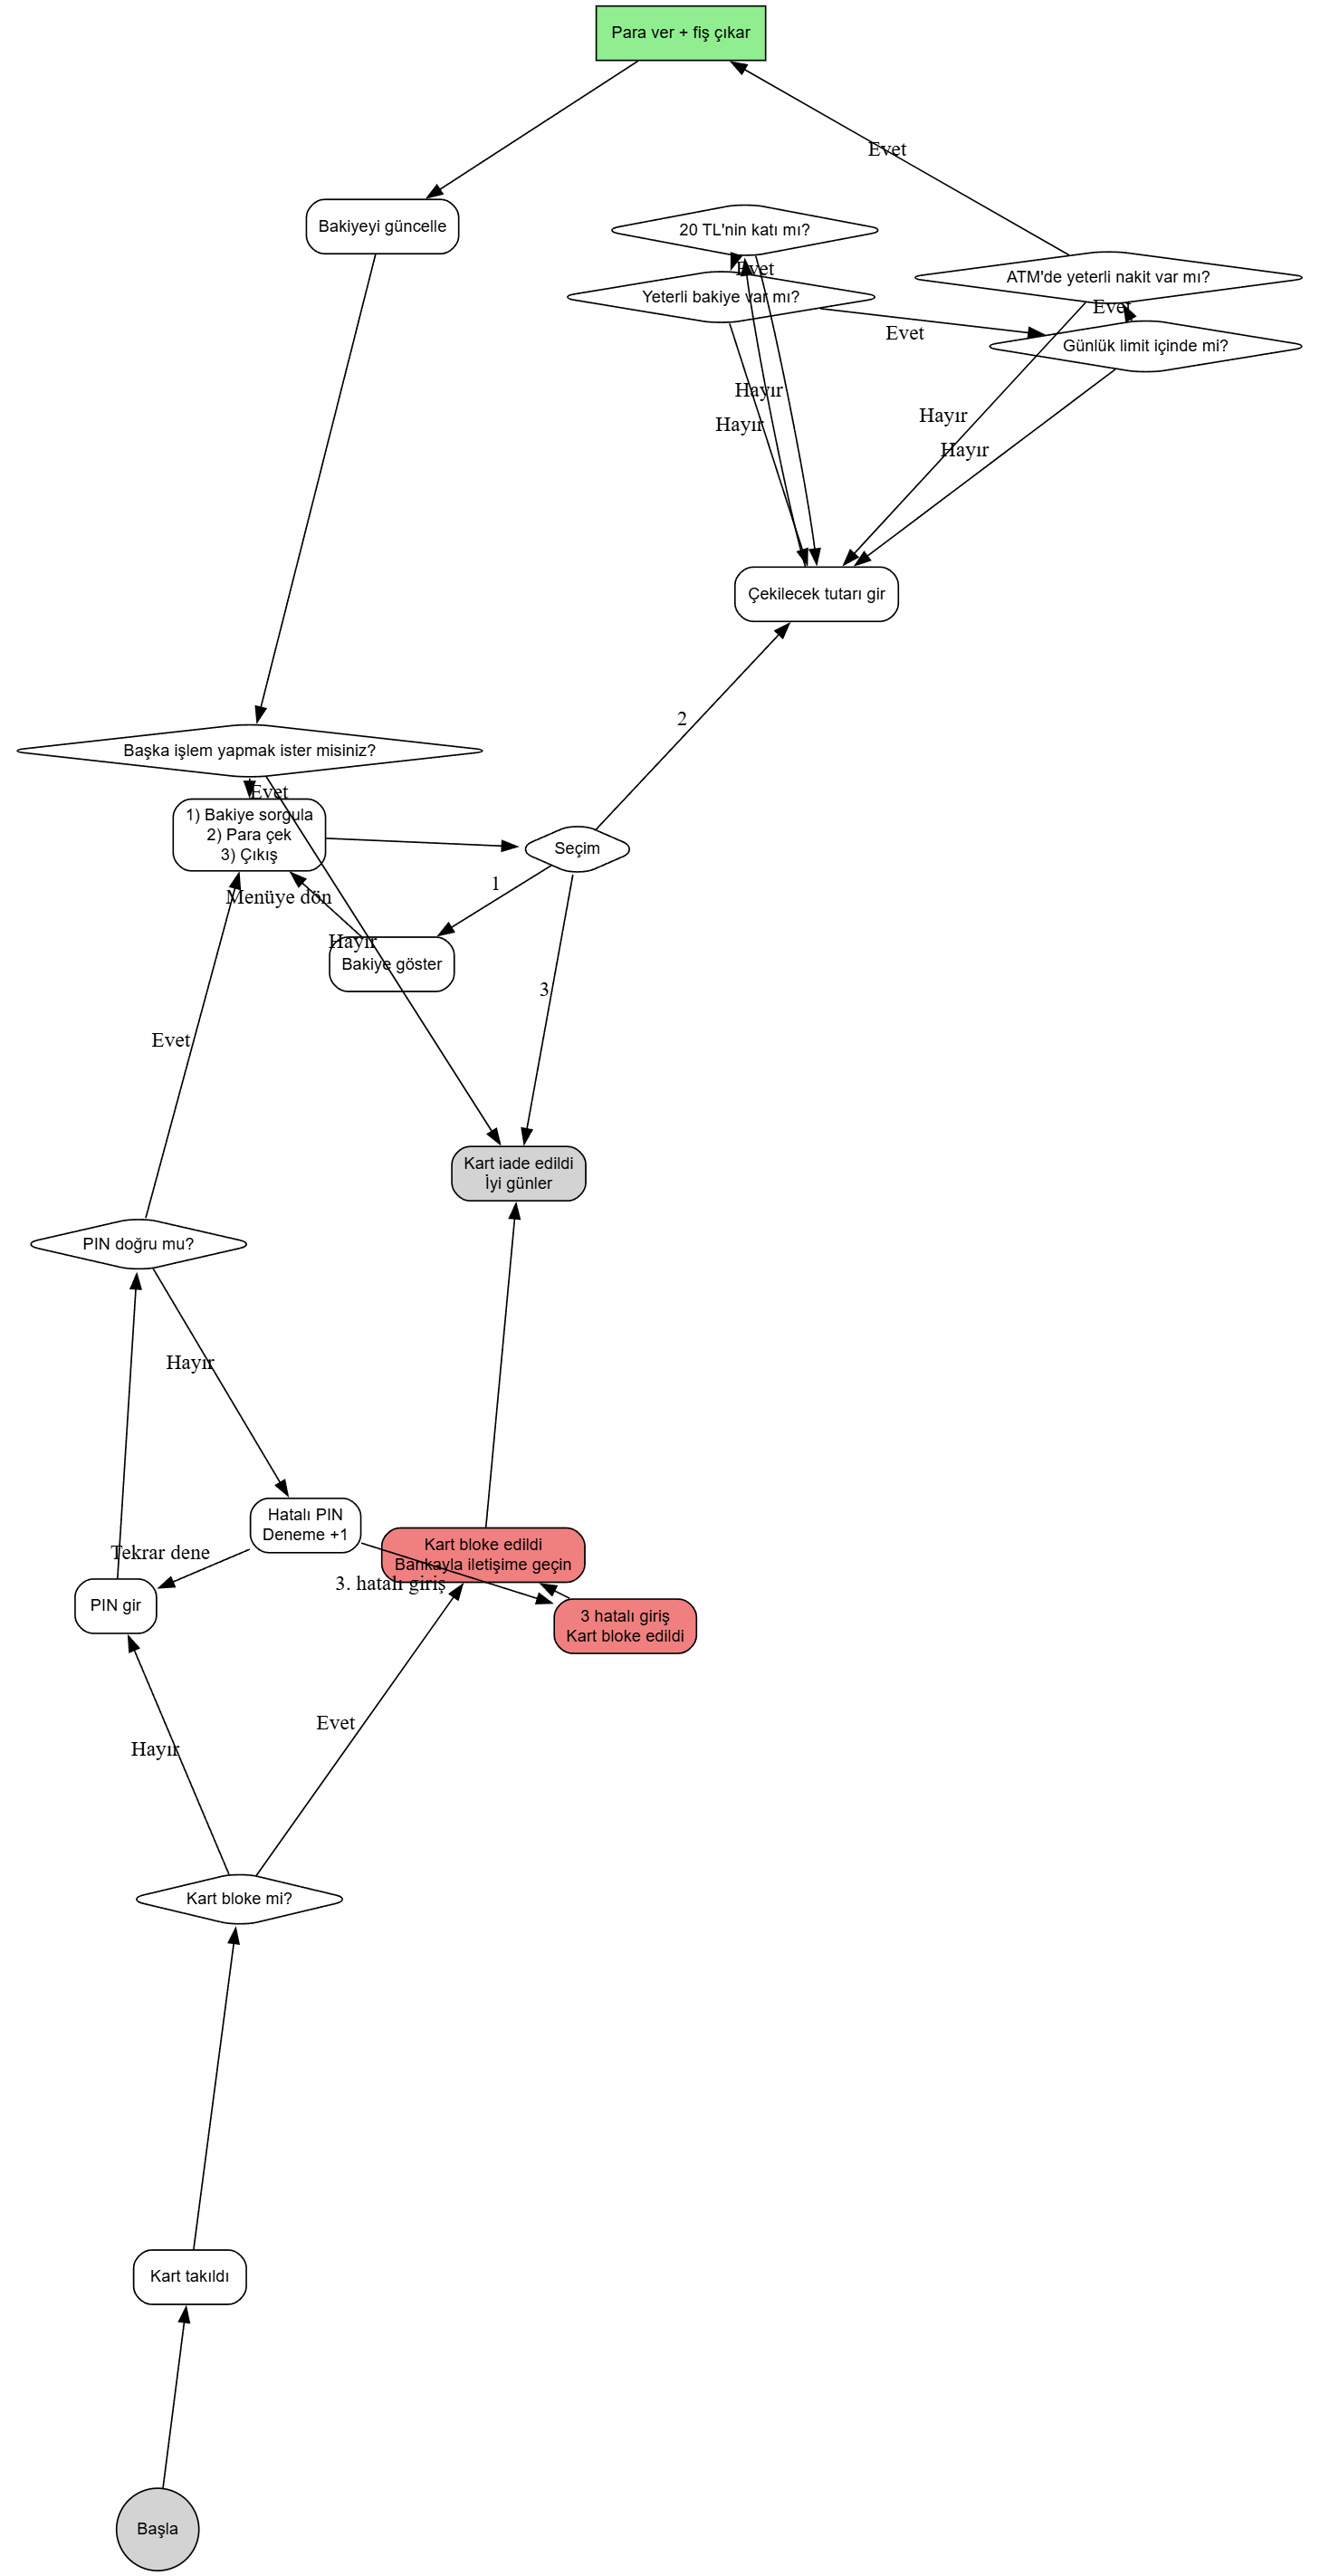 Para ver + fiş çıkar
Evet
Bakiyeyi güncelle
20 TL'nin katı mı?
Evet
Yeterli bakiye var mı?
ATM'de yeterli nakit var mı?
Evet
Evet
Günlük limit içinde mi?
Hayır
Hayır
Hayır
Hayır
Çekilecek tutarı gir
2
Başka işlem yapmak ister misiniz?
Evet
1) Bakiye sorgula
2) Para çek
3) Çıkış
Seçim
1
Menüye dön
Hayır
Bakiye göster
3
Evet
Kart iade edildi
İyi günler
PIN doğru mu?
Hayır
Hatalı PIN
Deneme +1
Tekrar dene
Kart bloke edildi
Bankayla iletişime geçin
3. hatalı giriş
PIN gir
3 hatalı giriş
Kart bloke edildi
Evet
Hayır
Kart bloke mi?
Kart takıldı
Başla